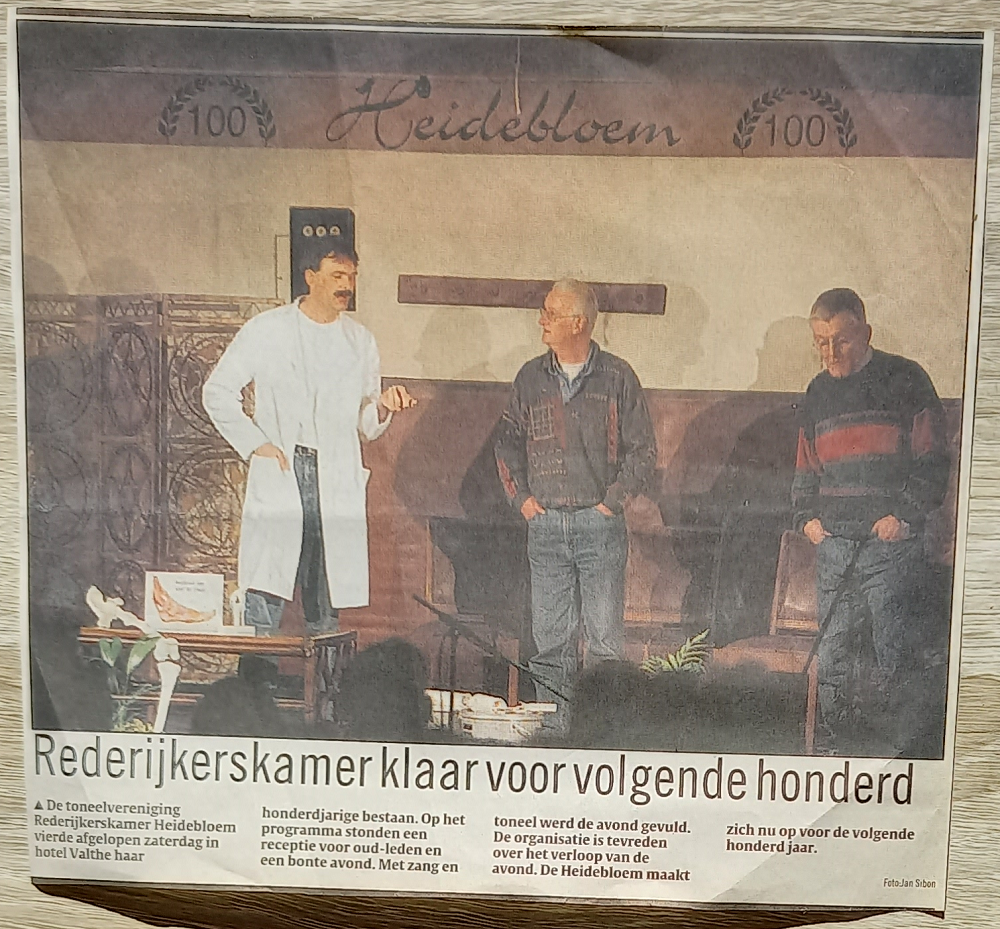 100 Heidebloem 100
Rederijkerskamer klaar voor volgende honderd
▲ De toneelvereniging
Rederijkerskamer Heidebloem
vierde afgelopen zaterdag in
hotel Valthe haar
honderdjarige bestaan. Op het
programma stonden een
receptie voor oud-leden en
een bonte avond. Met zang en
toneel werd de avond gevuld.
De organisatie is tevreden
over het verloop van de
avond. De Heidebloem maakt
zich nu op voor de volgende
honderd jaar.
Foto: Jan Sibon